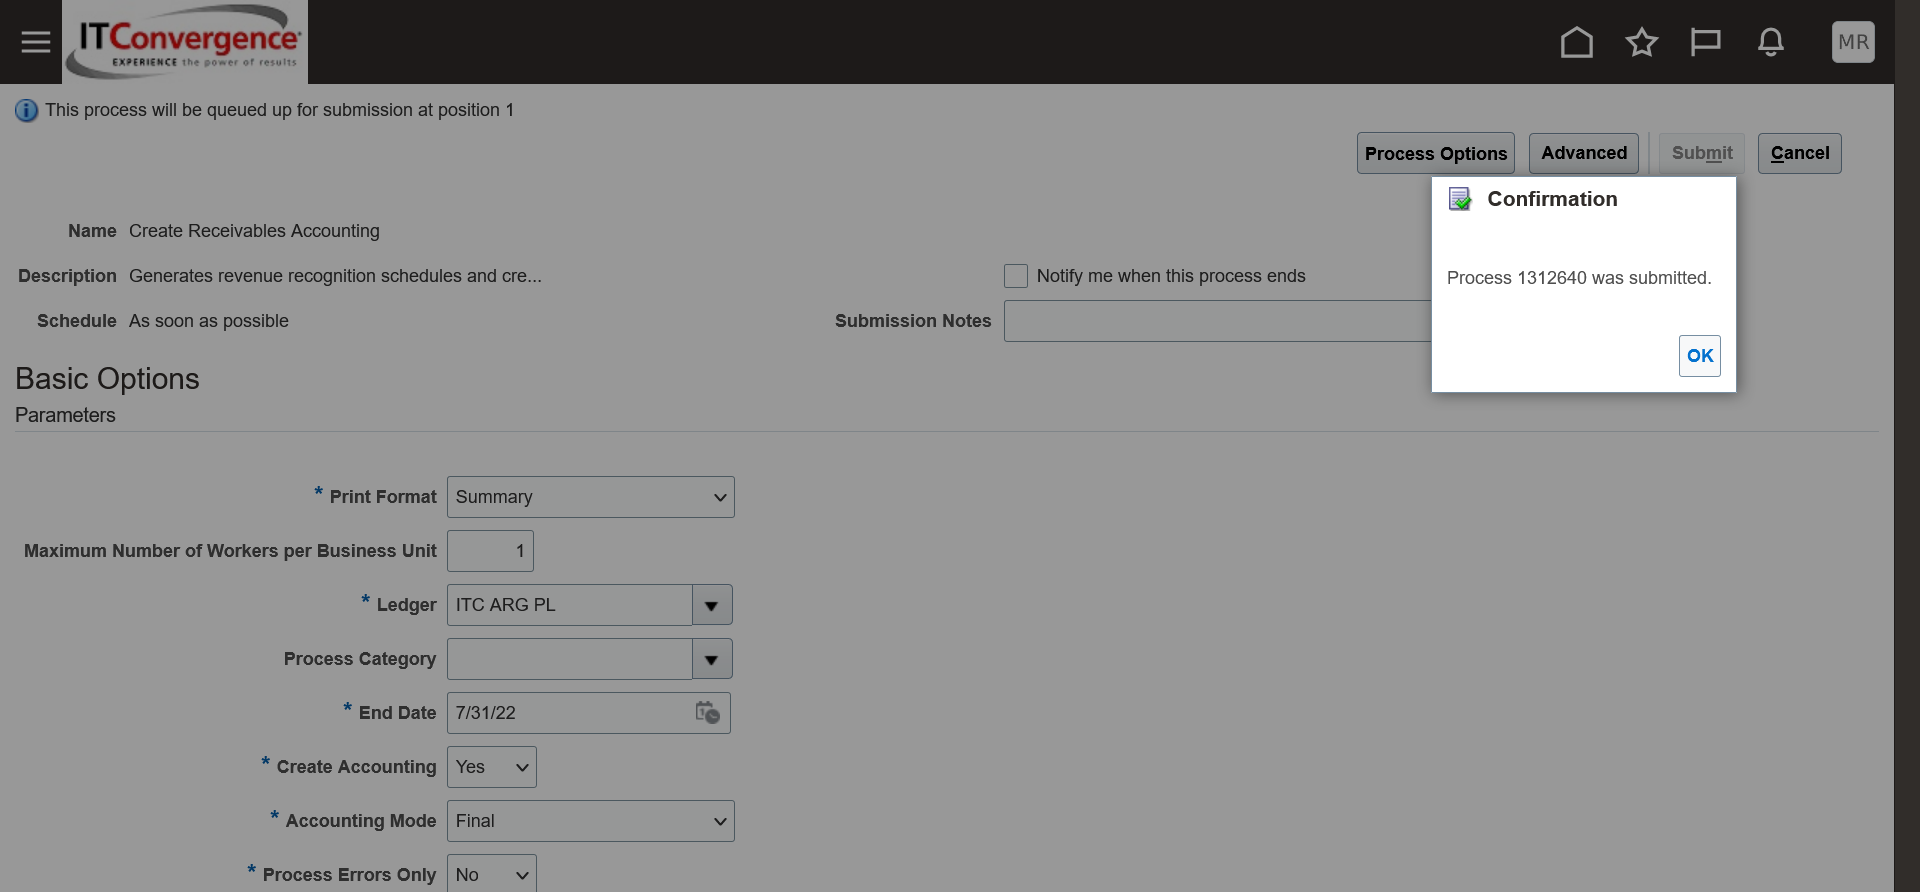 ITConvergence
EXPERIENCE the power of results
MR
This process will be queued up for submission at position 1
Process Options Advanced Submit Cancel
Confirmation
Process 1312640 was submitted.
OK
Name Create Receivables Accounting
Description Generates revenue recognition schedules and cre...
Notify me when this process ends
Schedule As soon as possible
Submission Notes
Basic Options
Parameters
* Print Format Summary
Maximum Number of Workers per Business Unit 1
* Ledger ITC ARG PL
Process Category
* End Date 7/31/22
* Create Accounting Yes
* Accounting Mode Final
* Process Errors Only No